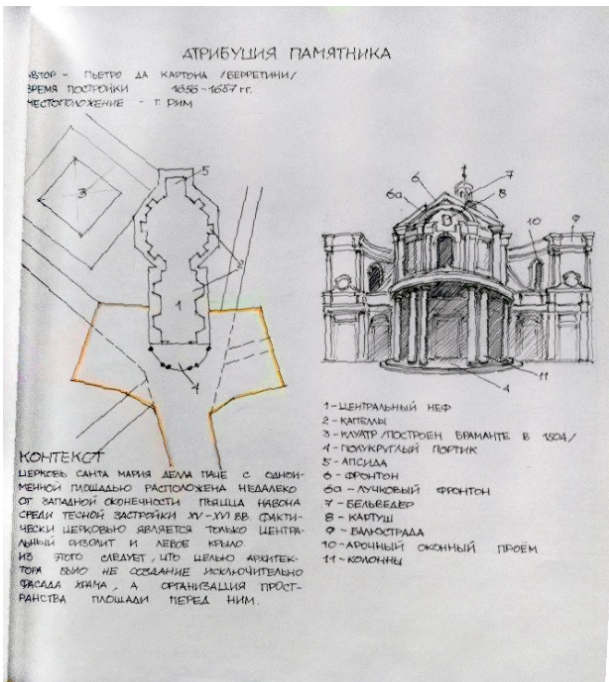 АТРИБУЦИЯ ПАМЯТНИКА
АВТОР - ПЬЕТРО ДА КАРТОНА /БЕРРЕТИНИ/
ВРЕМЯ ПОСТРОЙКИ 1656-1657 гг.
МЕСТОПОЛОЖЕНИЕ - г. РИМ
5
3
2
1
4
7
6
8
6а
10
9
11
4
1-ЦЕНТРАЛЬНЫЙ НЕФ
2-КАПЕЛЛЫ
3-КЛУАТР /ПОСТРОЕН БРАМАНТЕ В 1504/
4-ПОЛУКРУГЛЫЙ ПОРТИК
5-АПСИДА
6-ФРОНТОН
6а-ЛУЧКОВЫЙ ФРОНТОН
7-БЕЛЬВЕДЕР
8-КАРТУШ
9-БАЛЮСТРАДА
10-АРОЧНЫЙ ОКОННЫЙ ПРОЁМ
11-КОЛОННЫ
КОНТЕКСТ
ЦЕРКОВЬ САНТА МАРИЯ ДЕЛЛА ПАЧЕ С ОДНОИ-
МЕННОЙ ПЛОЩАДЬЮ РАСПОЛОЖЕНА НЕДАЛЕКО
ОТ ЗАПАДНОЙ ОКОНЕЧНОСТИ ПЬЯЦЦА НАВОНА
СРЕДИ ТЕСНОЙ ЗАСТРОЙКИ XV-XVI ВВ. ФАКТИ-
ЧЕСКИ ЦЕРКОВЬЮ ЯВЛЯЕТСЯ ТОЛЬКО ЦЕНТРА-
ЛЬНЫЙ РИЗОЛИТ И ЛЕВОЕ КРЫЛО.
ИЗ ЭТОГО СЛЕДУЕТ, ЧТО ЦЕЛЬЮ АРХИТЕК-
ТОРА БЫЛО НЕ СОЗДАНИЕ ИСКЛЮЧИТЕЛЬНО
ФАСАДА ХРАМА, А ОРГАНИЗАЦИЯ ПРОСТ-
РАНСТВА ПЛОЩАДИ ПЕРЕД НИМ.